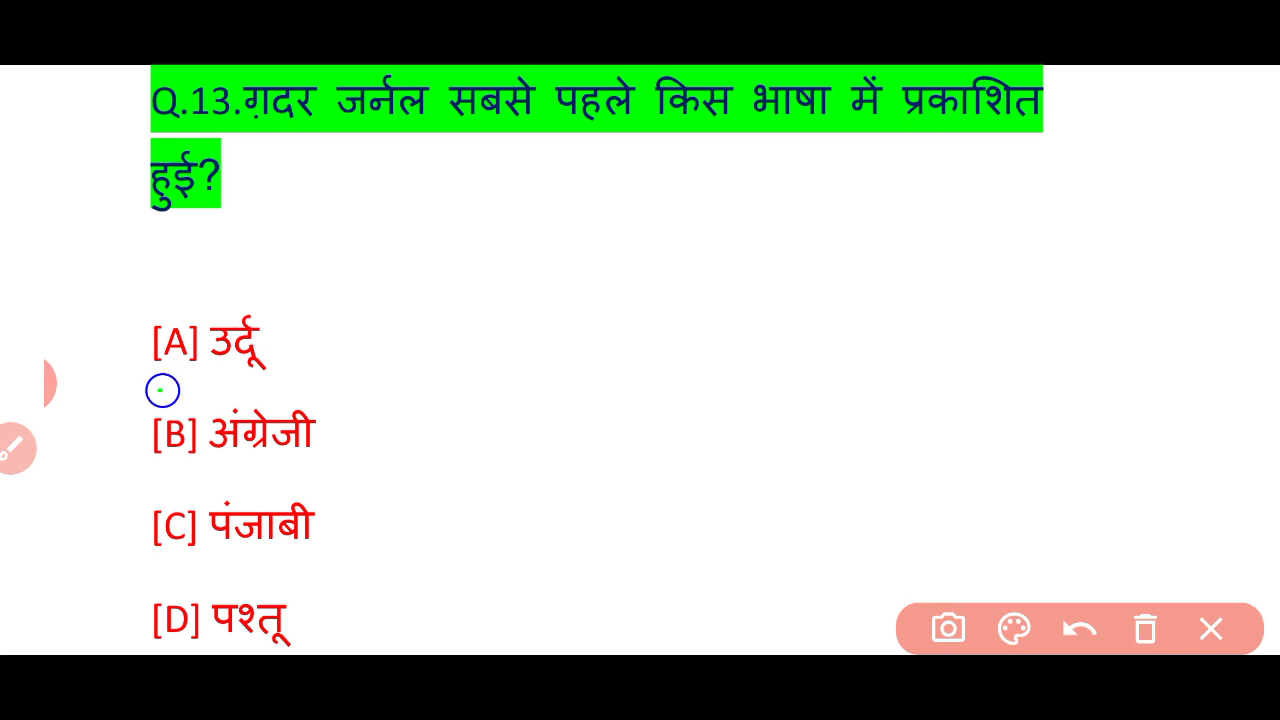 Q.13.ग़दर जर्नल सबसे पहले किस भाषा में प्रकाशित
हुई?
[A] उर्दू
[B] अंग्रेजी
[C] पंजाबी
[D] पश्तू